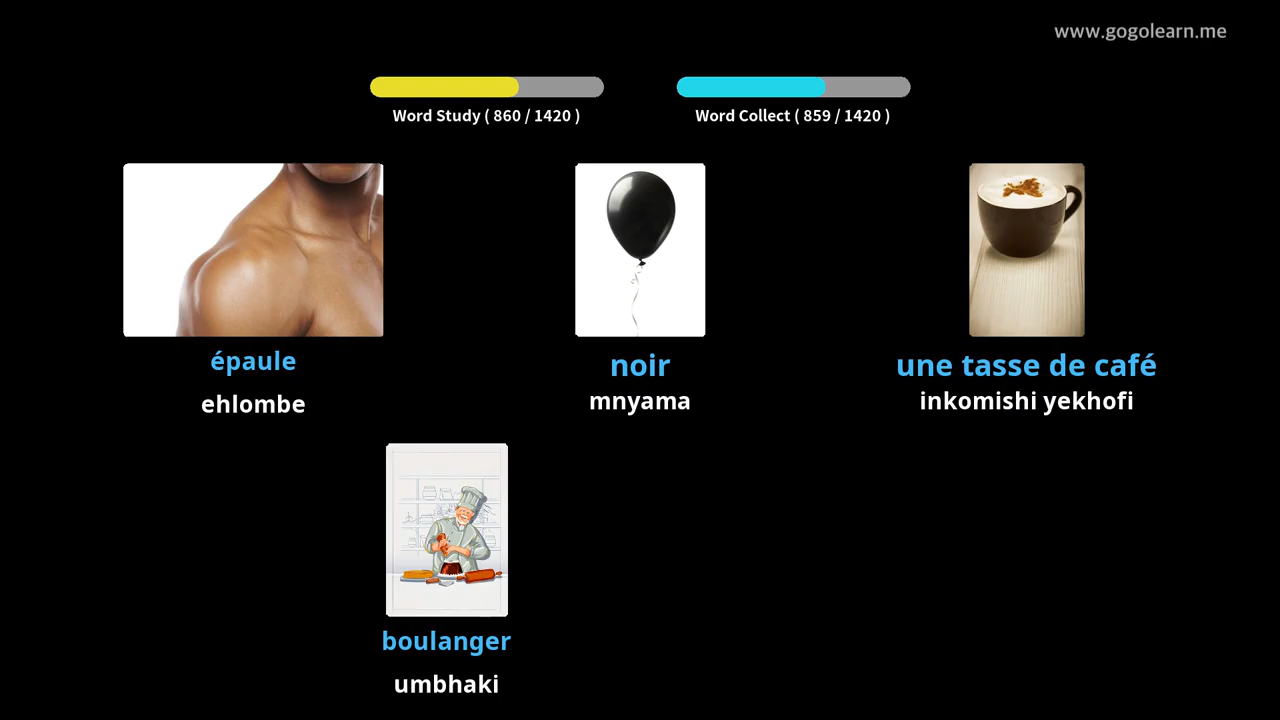 www.gogolearn.me
Word Study ( 860 / 1420 )
Word Collect ( 859 / 1420 )
épaule
ehlombe
noir
mnyama
une tasse de café
inkomishi yekhofi
boulanger
umbhaki